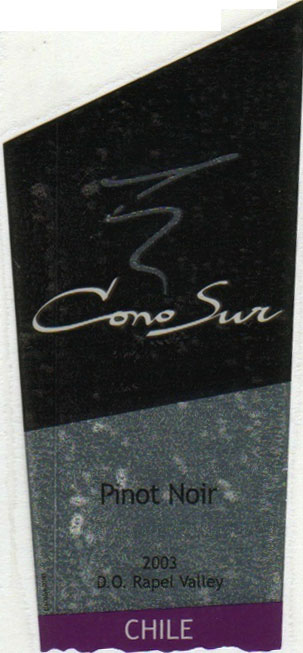 Cono Sur
Pinot Noir
2003
D.O. Rapel Valley
CHILE